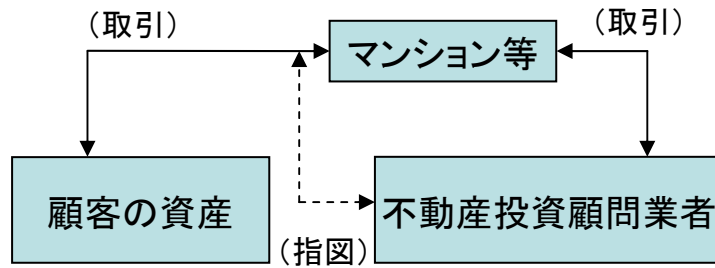 （取引）
（取引）
マンション等
顧客の資産
不動産投資顧問業者
（指図）